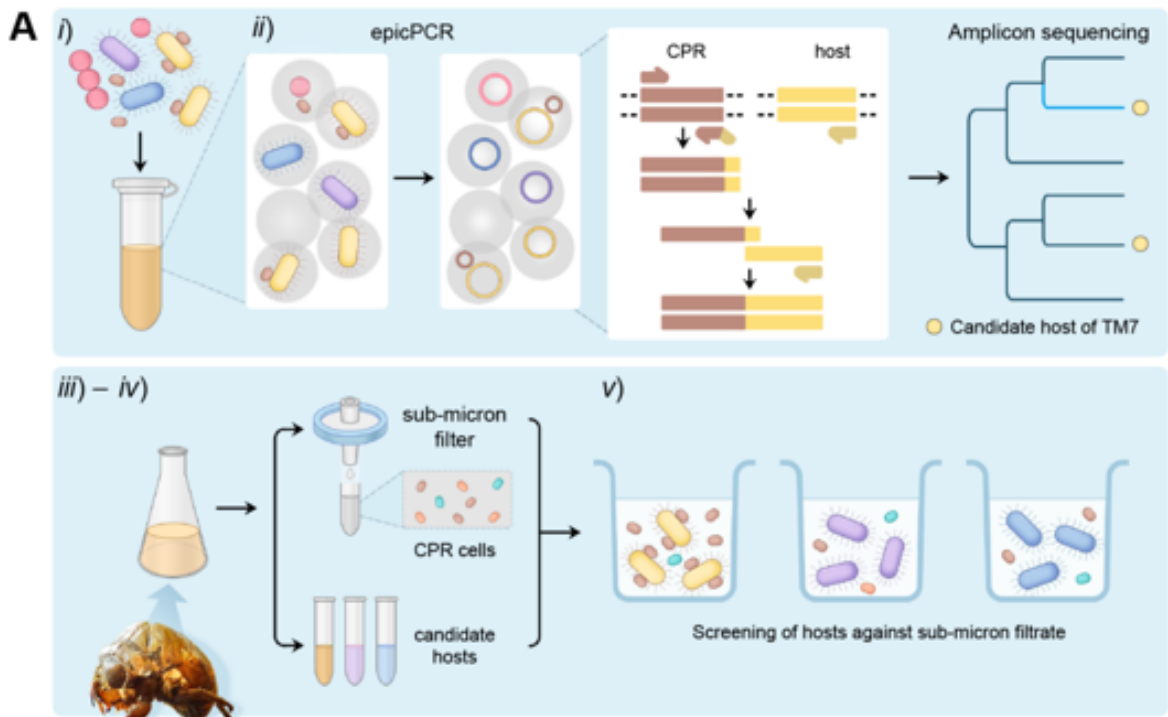 A
i)
ii)
epicPCR
CPR
host
Amplicon sequencing
Candidate host of TM7
iii) – iv)
sub-micron
filter
CPR cells
candidate
hosts
v)
Screening of hosts against sub-micron filtrate